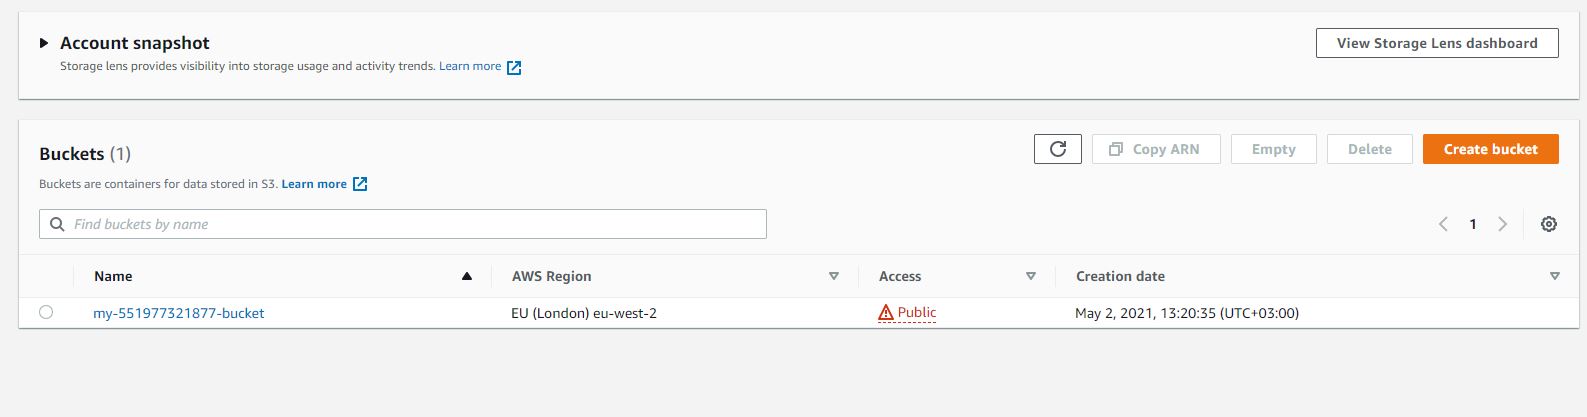 Account snapshot
View Storage Lens dashboard
Storage lens provides visibility into storage usage and activity trends. Learn more
Buckets (1)
Copy ARN
Empty
Delete
Create bucket
Buckets are containers for data stored in S3. Learn more
Find buckets by name
1
Name
AWS Region
Access
Creation date
my-551977321877-bucket
EU (London) eu-west-2
Public
May 2, 2021, 13:20:35 (UTC+03:00)